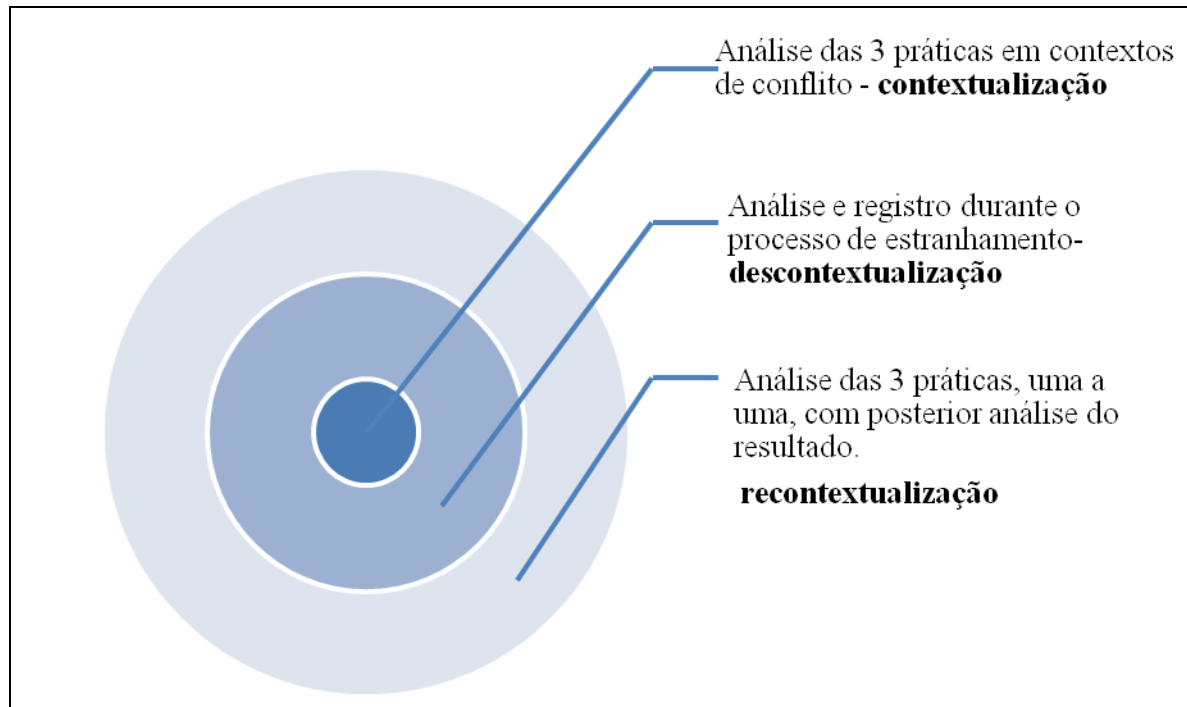 Análise das 3 práticas em contextos
de conflito - contextualização
Análise e registro durante o
processo de estranhamento-
descontextualização
Análise das 3 práticas, uma a
uma, com posterior análise do
resultado.
recontextualização